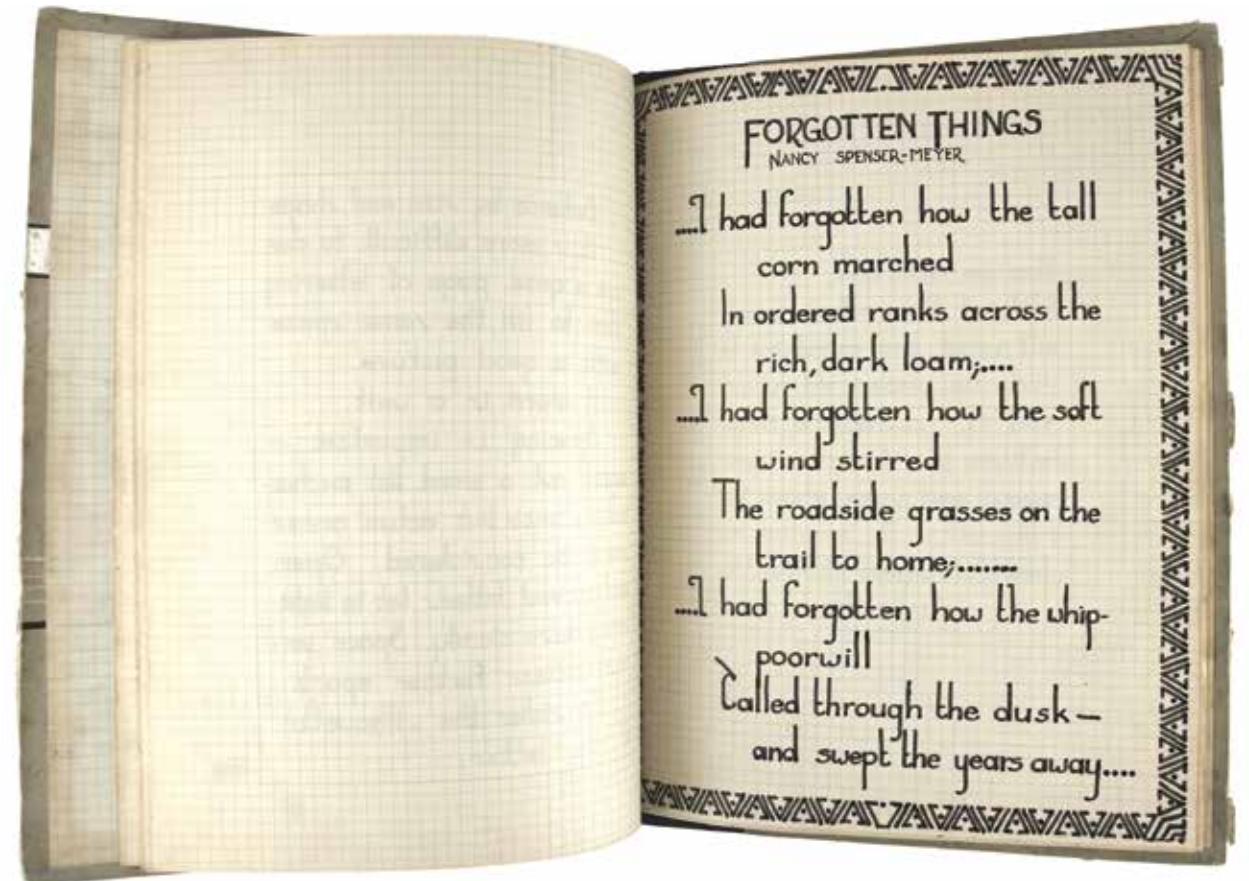 FORGOTTEN THINGS
NANCY SPENSER-MEYER
....I had forgotten how the tall
corn marched
In ordered ranks across the
rich, dark loam;....
....I had forgotten how the soft
wind stirred
The roadside grasses on the
trail to home;.......
....I had forgotten how the whip-
poorwill
Called through the dusk —
and swept the years away....